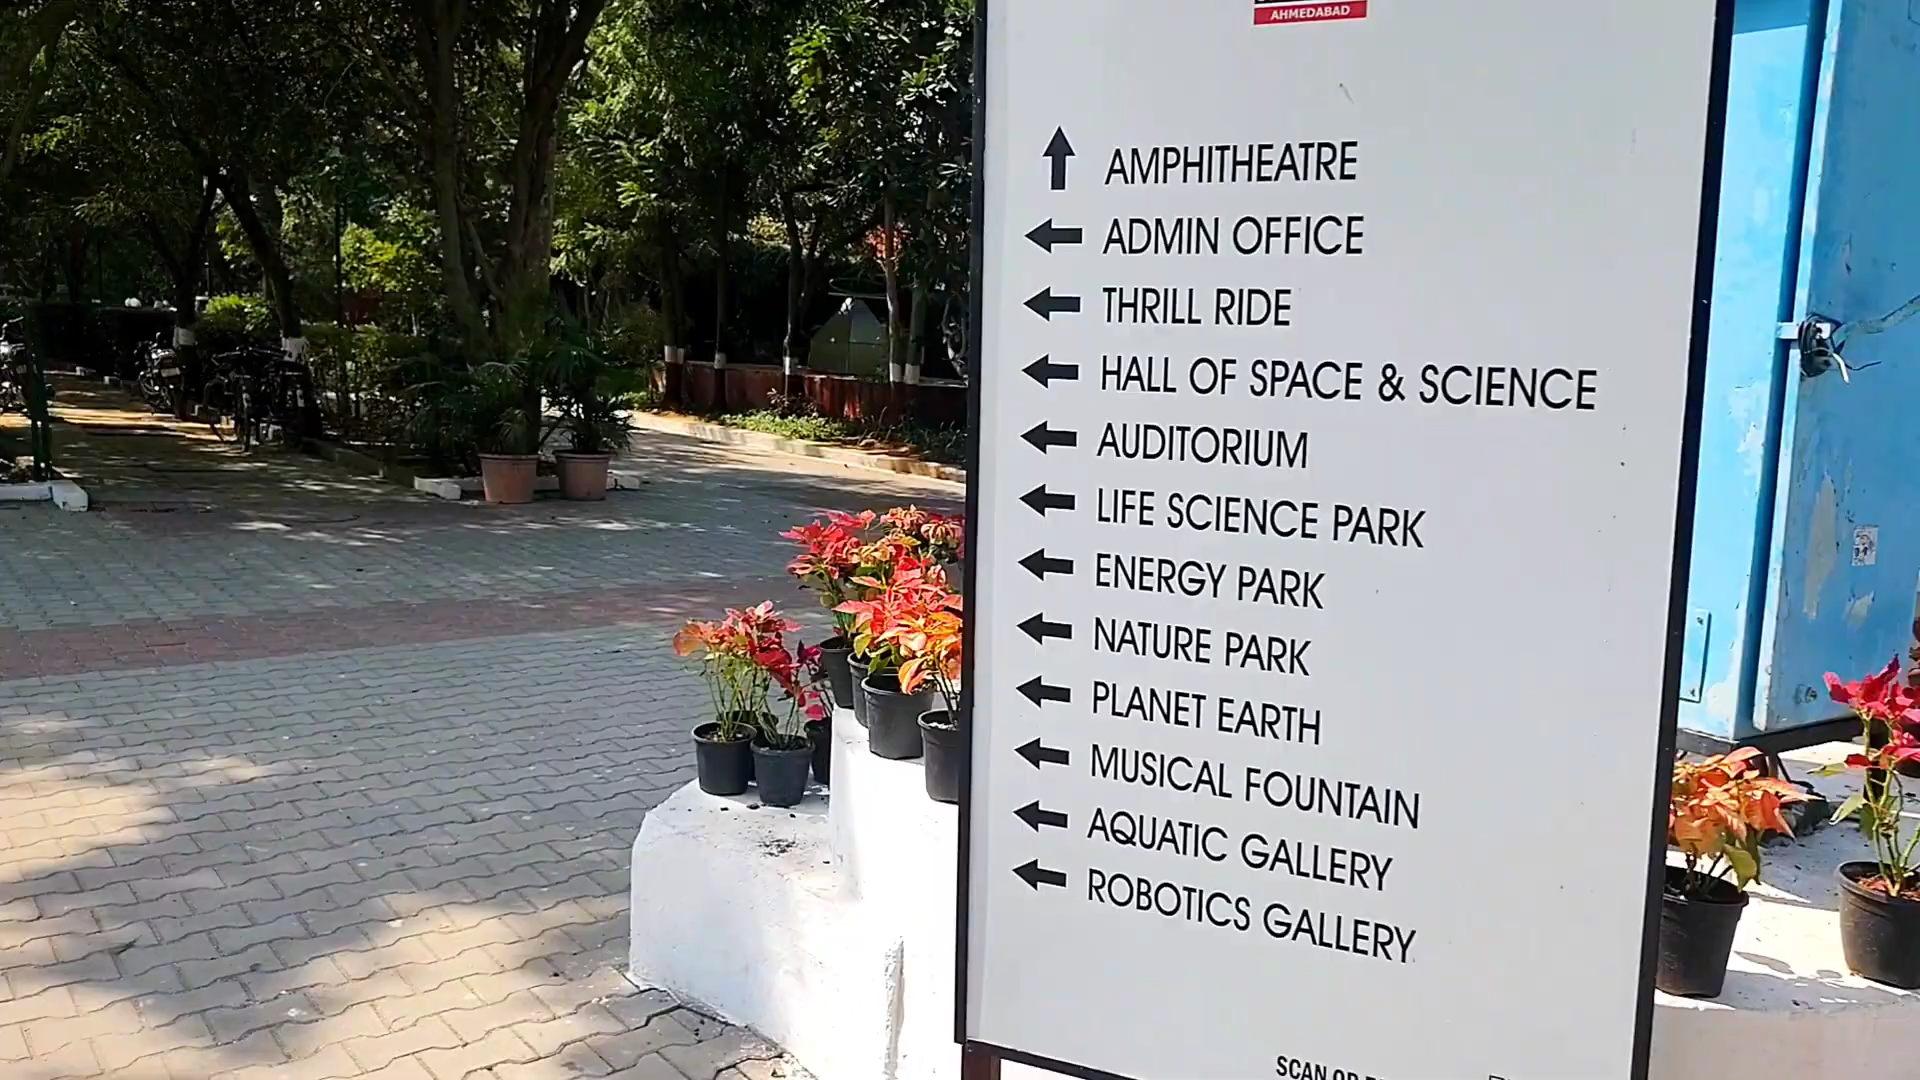 AHMEDABAD
AMPHITHEATRE
ADMIN OFFICE
THRILL RIDE
HALL OF SPACE & SCIENCE
AUDITORIUM
LIFE SCIENCE PARK
ENERGY PARK
NATURE PARK
PLANET EARTH
MUSICAL FOUNTAIN
AQUATIC GALLERY
ROBOTICS GALLERY
SCAN